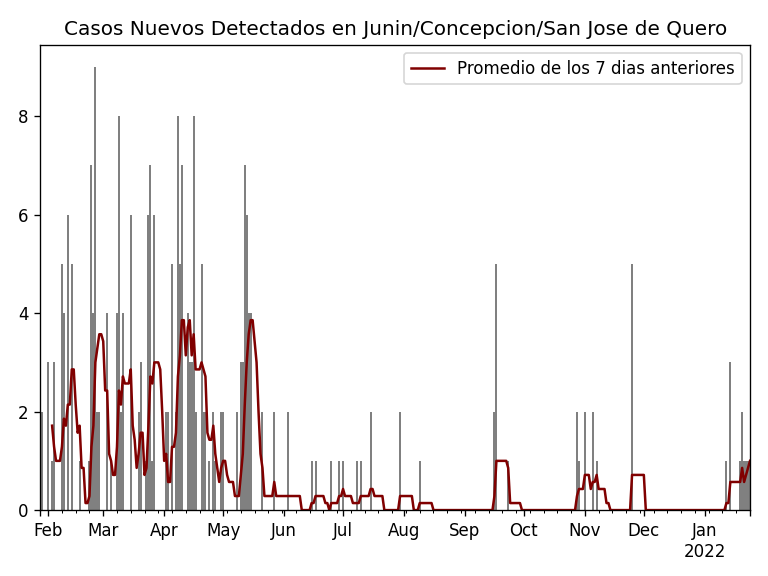 Casos Nuevos Detectados en Junin/Concepcion/San Jose de Quero
Promedio de los 7 dias anteriores
8
6
4
2
0
Feb Mar Apr May Jun Jul Aug Sep Oct Nov Dec Jan
2022